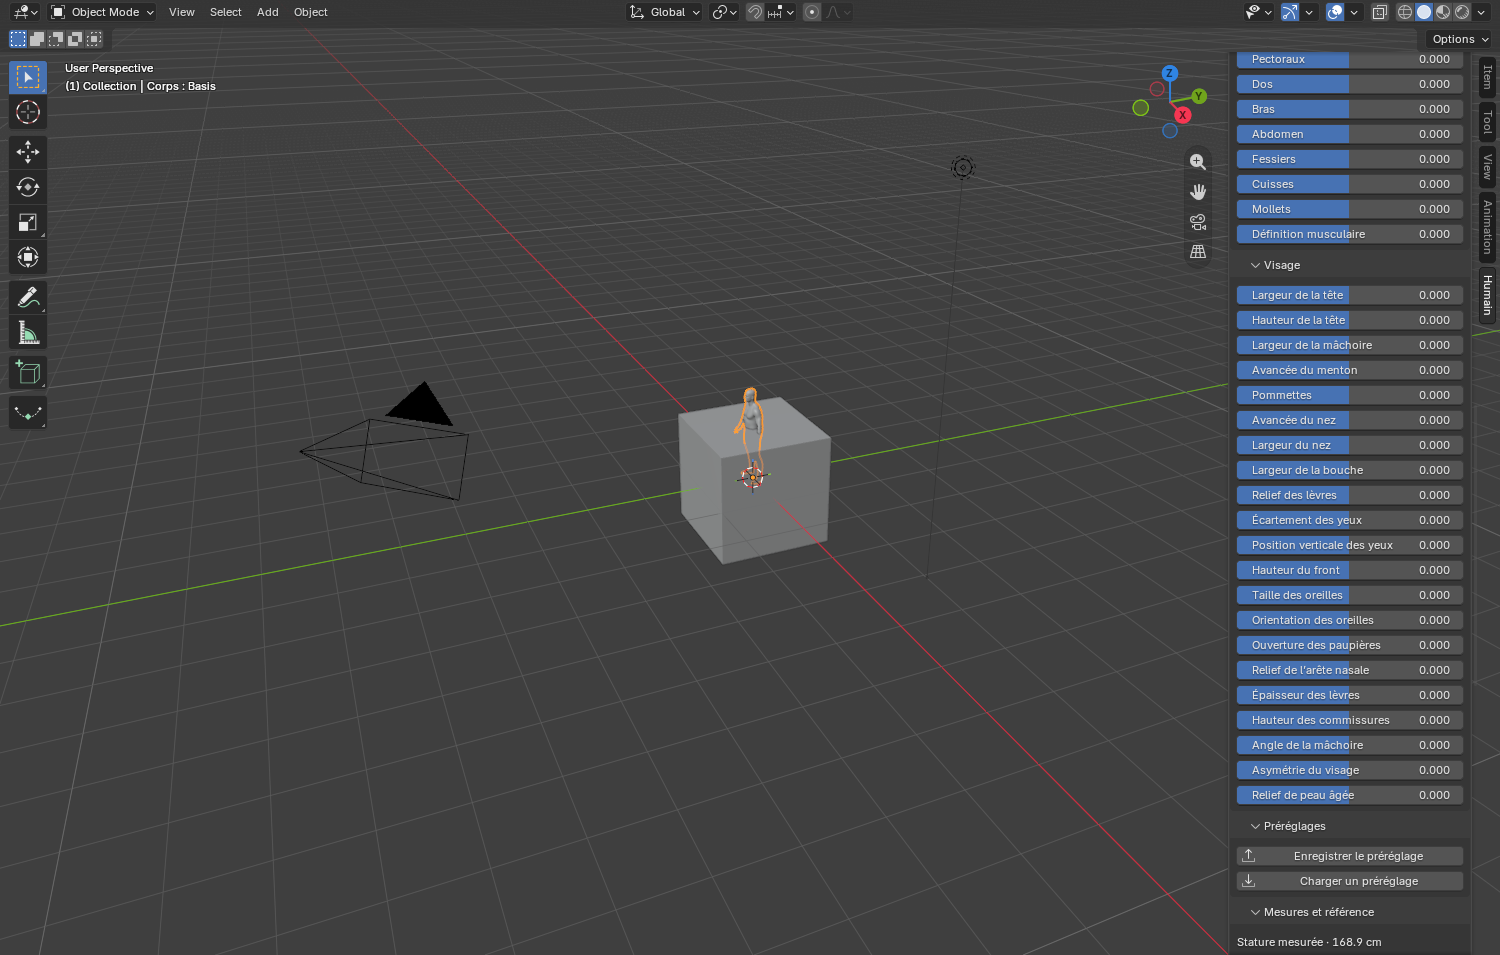 Object Mode
View
Select
Add
Object
Global
Options
User Perspective
(1) Collection | Corps : Basis
Z
Y
X
Item
Tool
View
Animation
Humain
Pectoraux 0.000
Dos 0.000
Bras 0.000
Abdomen 0.000
Fessiers 0.000
Cuisses 0.000
Mollets 0.000
Définition musculaire 0.000
Visage
Largeur de la tête 0.000
Hauteur de la tête 0.000
Largeur de la mâchoire 0.000
Avancée du menton 0.000
Pommettes 0.000
Avancée du nez 0.000
Largeur du nez 0.000
Largeur de la bouche 0.000
Relief des lèvres 0.000
Écartement des yeux 0.000
Position verticale des yeux 0.000
Hauteur du front 0.000
Taille des oreilles 0.000
Orientation des oreilles 0.000
Ouverture des paupières 0.000
Relief de l'arête nasale 0.000
Épaisseur des lèvres 0.000
Hauteur des commissures 0.000
Angle de la mâchoire 0.000
Asymétrie du visage 0.000
Relief de peau âgée 0.000
Préréglages
Enregistrer le préréglage
Charger un préréglage
Mesures et référence
Stature mesurée · 168.9 cm